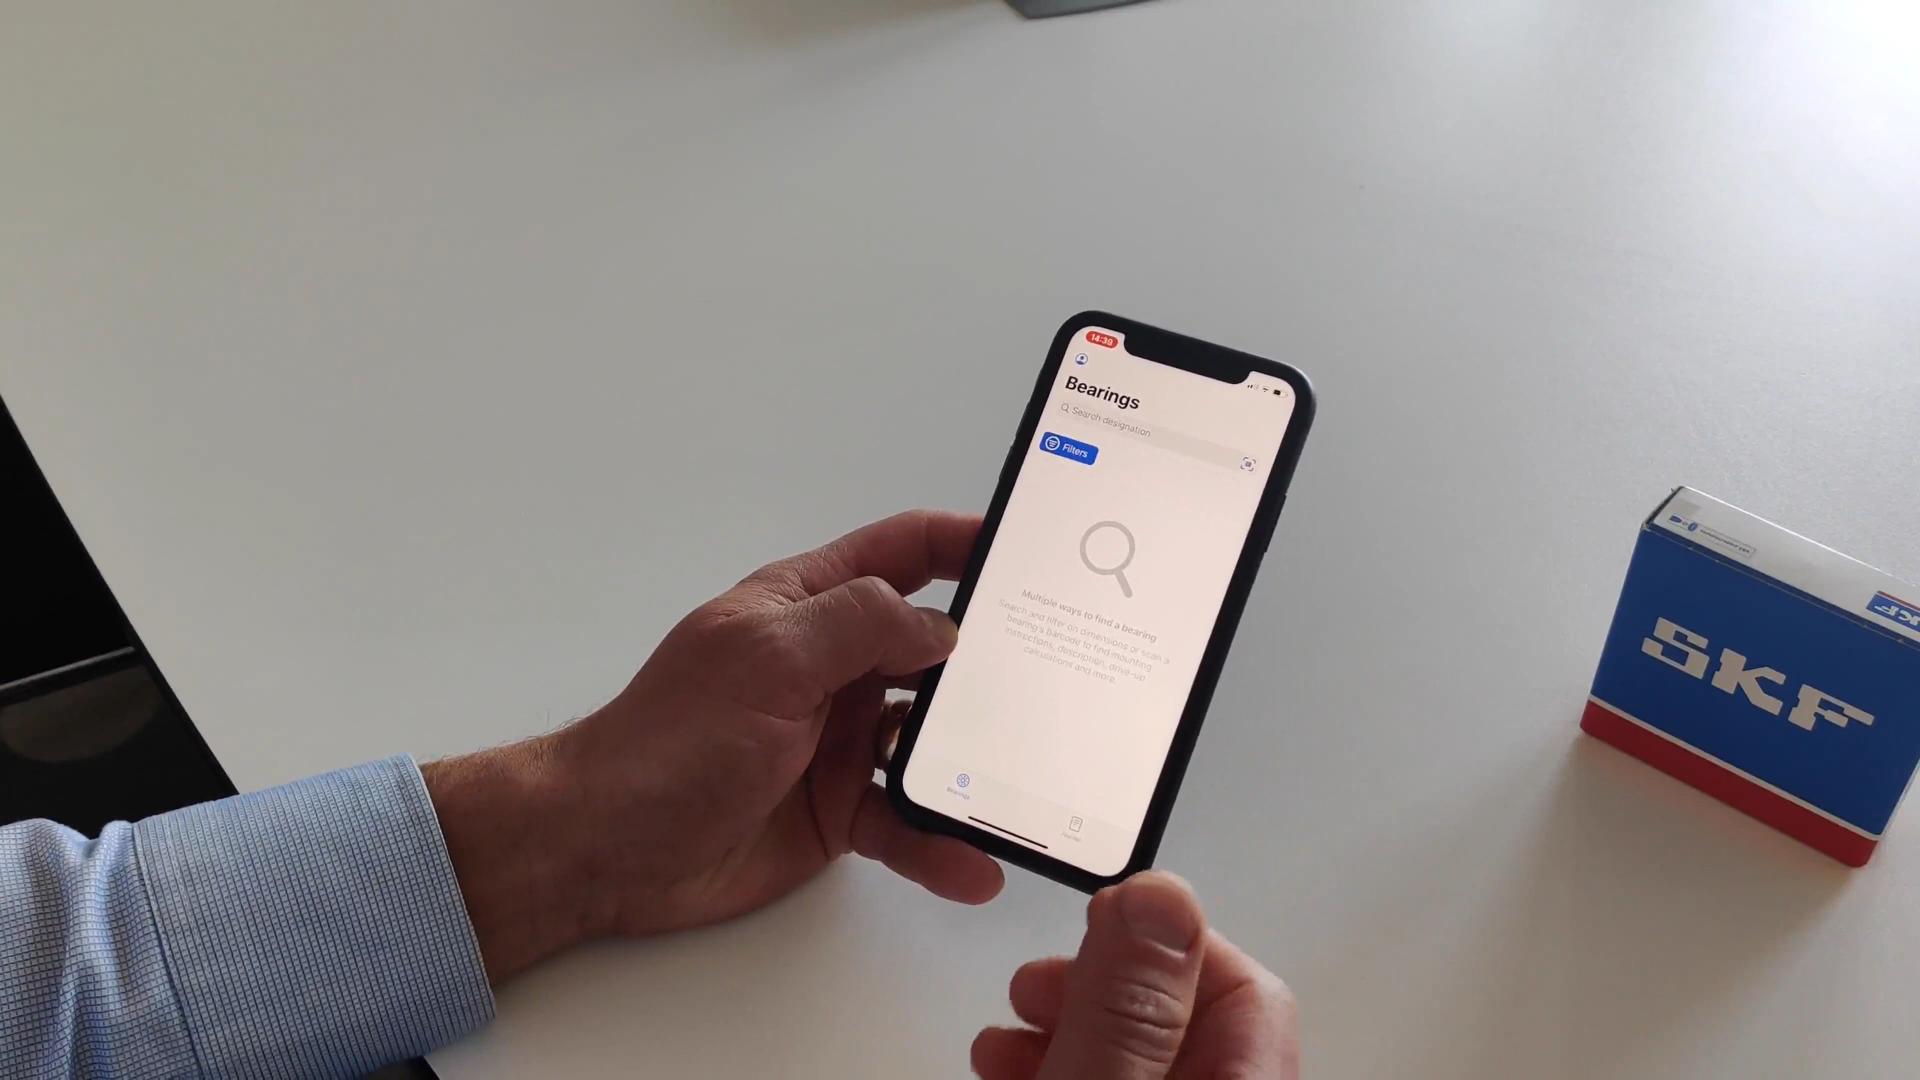 14:39
Bearings
Search designation
Filters
Multiple ways to find a bearing
Search and filter on dimensions or scan a
bearing's barcode to find mounting
instructions, description, drive-up
calculations and more.
Bearings
SKF
SKF